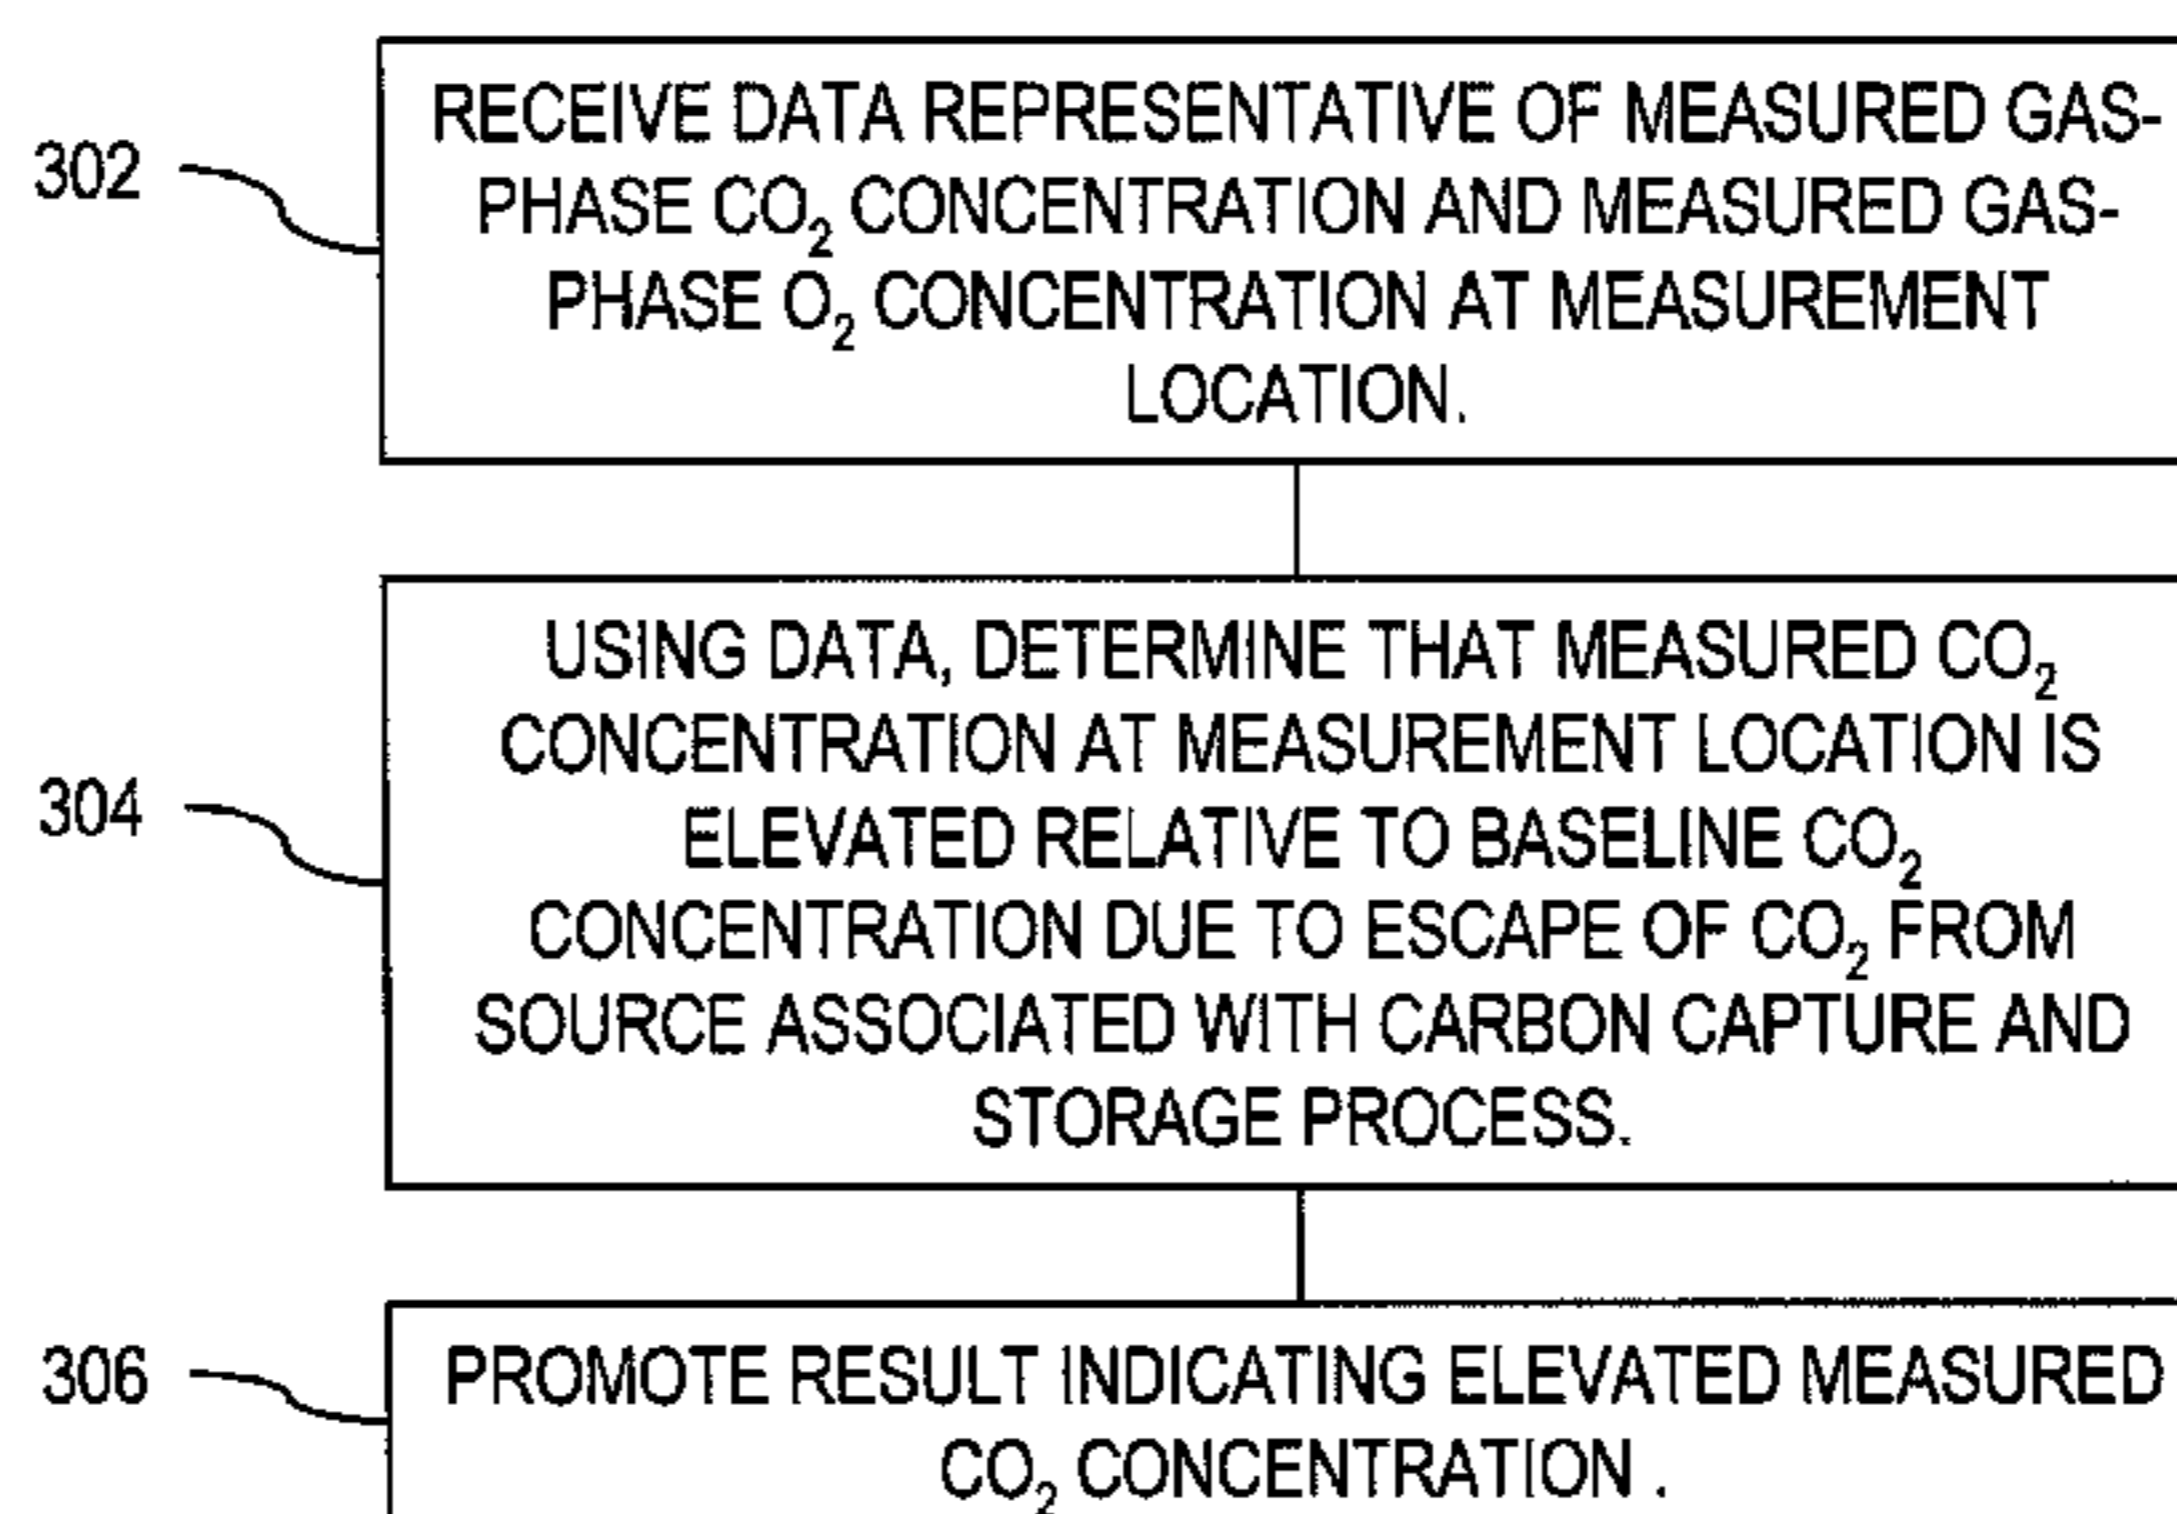 302
RECEIVE DATA REPRESENTATIVE OF MEASURED GAS-
PHASE CO₂ CONCENTRATION AND MEASURED GAS-
PHASE O₂ CONCENTRATION AT MEASUREMENT
LOCATION.
304
USING DATA, DETERMINE THAT MEASURED CO₂
CONCENTRATION AT MEASUREMENT LOCATION IS
ELEVATED RELATIVE TO BASELINE CO₂
CONCENTRATION DUE TO ESCAPE OF CO₂ FROM
SOURCE ASSOCIATED WITH CARBON CAPTURE AND
STORAGE PROCESS.
306
PROMOTE RESULT INDICATING ELEVATED MEASURED
CO₂ CONCENTRATION .